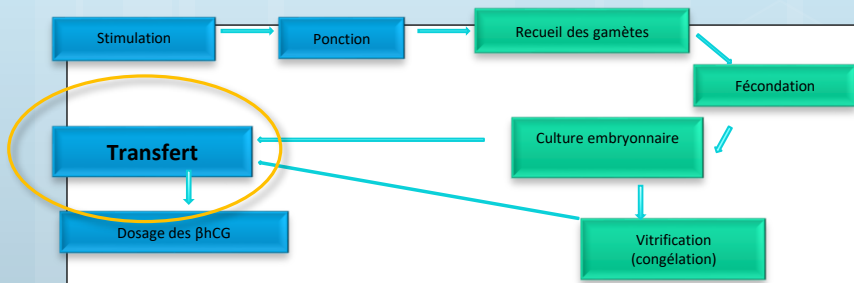 Stimulation
Ponction
Recueil des gamètes
Fécondation
Culture embryonnaire
Transfert
Dosage des βhCG
Vitrification
(congélation)